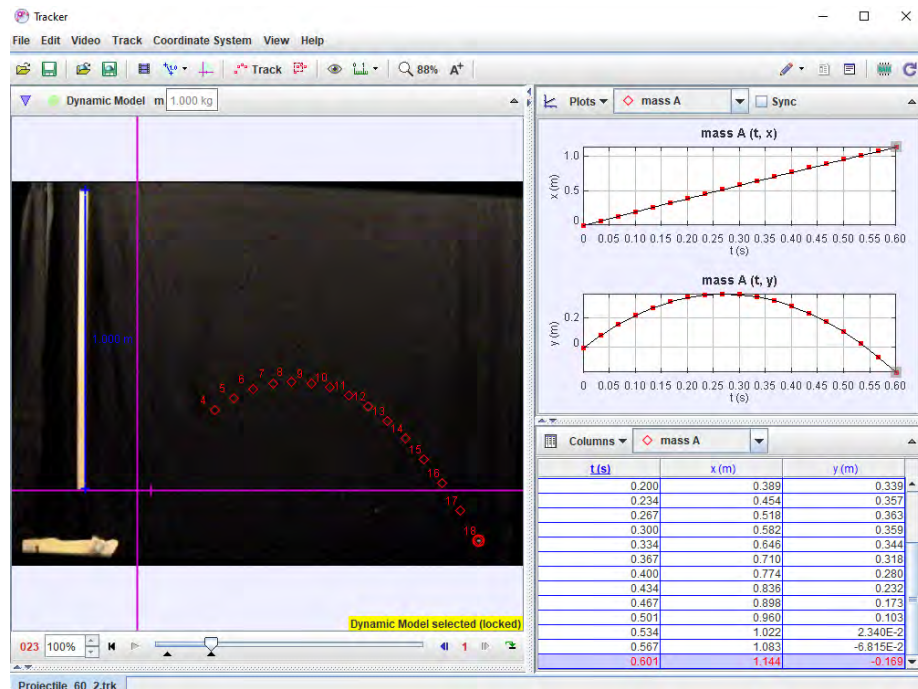 Tracker
File Edit Video Track Coordinate System View Help
Track 88% A+
Dynamic Model m 1.000 kg
Plots mass A Sync
mass A (t, x)
1.0
0.5
0
x (m)
0 0.05 0.10 0.15 0.20 0.25 0.30 0.35 0.40 0.45 0.50 0.55 0.60
t (s)
mass A (t, y)
0.2
0
y (m)
0 0.05 0.10 0.15 0.20 0.25 0.30 0.35 0.40 0.45 0.50 0.55 0.60
t (s)
4 5 6 7 8 9 10 11 12 13 14 15 16 17 18
Columns mass A
t (s) x (m) y (m)
0.200 0.389 0.339
0.234 0.454 0.357
0.267 0.518 0.363
0.300 0.582 0.359
0.334 0.646 0.344
0.367 0.710 0.318
0.400 0.774 0.280
0.434 0.836 0.232
0.467 0.898 0.173
0.501 0.960 0.103
0.534 1.022 2.340E-2
0.567 1.083 -6.815E-2
0.601 1.144 -0.169
Dynamic Model selected (locked)
023 100% 1
Projectile_60_2.trk